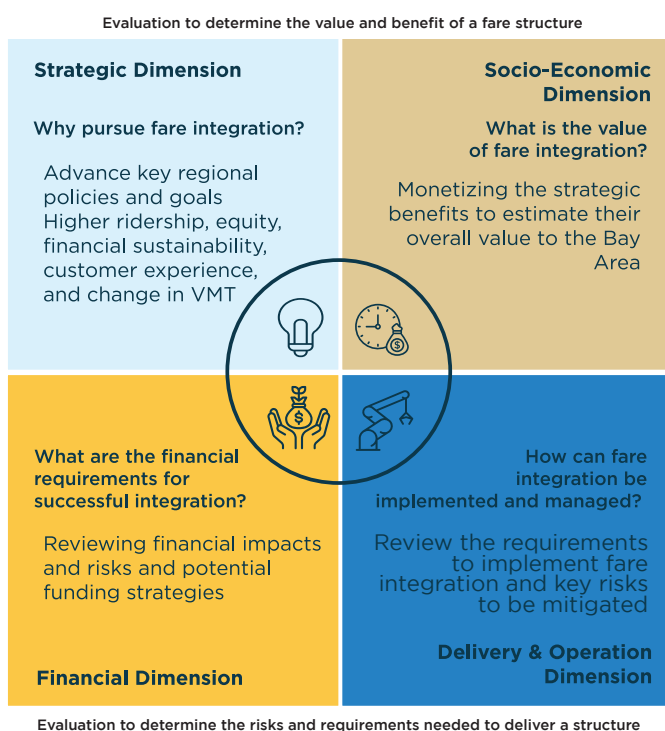 Evaluation to determine the value and benefit of a fare structure
Strategic Dimension
Why pursue fare integration?
Advance key regional
policies and goals
Higher ridership, equity,
financial sustainability,
customer experience,
and change in VMT
Socio-Economic
Dimension
What is the value
of fare integration?
Monetizing the strategic
benefits to estimate their
overall value to the Bay
Area
$
$
What are the financial
requirements for
successful integration?
Reviewing financial impacts
and risks and potential
funding strategies
Financial Dimension
How can fare
integration be
implemented and managed?
Review the requirements
to implement fare
integration and key risks
to be mitigated
Delivery & Operation
Dimension
Evaluation to determine the risks and requirements needed to deliver a structure